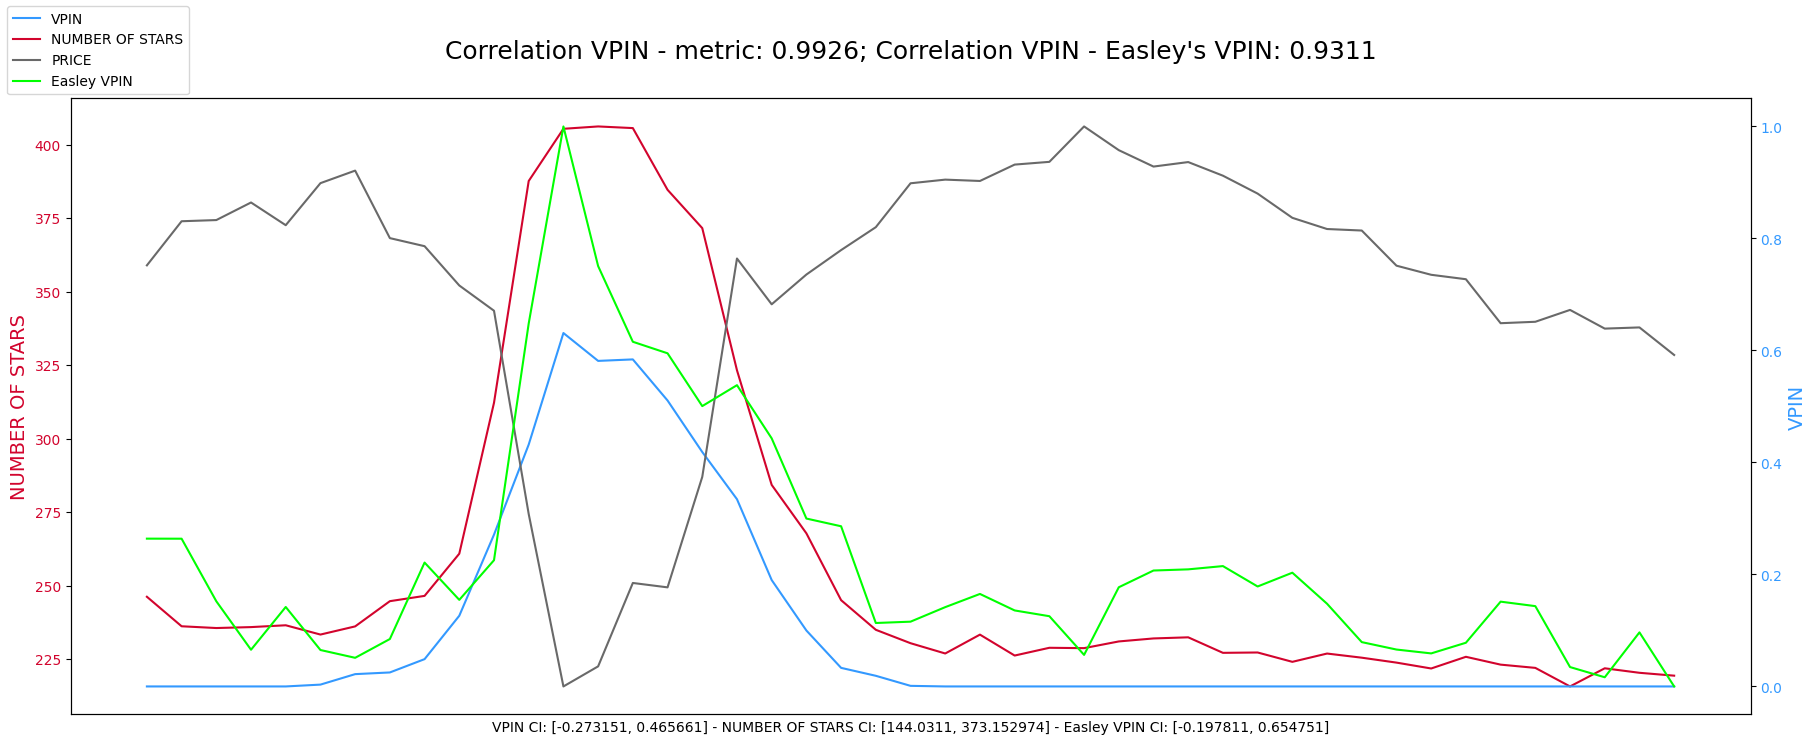 VPIN
NUMBER OF STARS
PRICE
Easley VPIN
Correlation VPIN - metric: 0.9926; Correlation VPIN - Easley's VPIN: 0.9311
NUMBER OF STARS
400
375
350
325
300
275
250
225
1.0
0.8
0.6
0.4
0.2
0.0
VPIN
VPIN CI: [-0.273151, 0.465661] - NUMBER OF STARS CI: [144.0311, 373.152974] - Easley VPIN CI: [-0.197811, 0.654751]